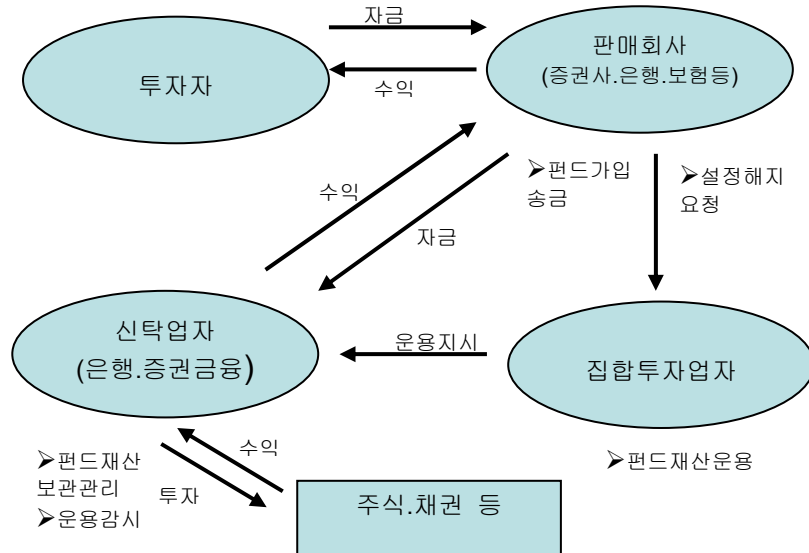 자금
투자자
판매회사
(증권사.은행.보험등)
수익
➢펀드가입
송금
➢설정해지
요청
수익
자금
신탁업자
(은행.증권금융)
운용지시
집합투자업자
➢펀드재산
보관관리
➢운용감시
수익
투자
➢펀드재산운용
주식.채권 등